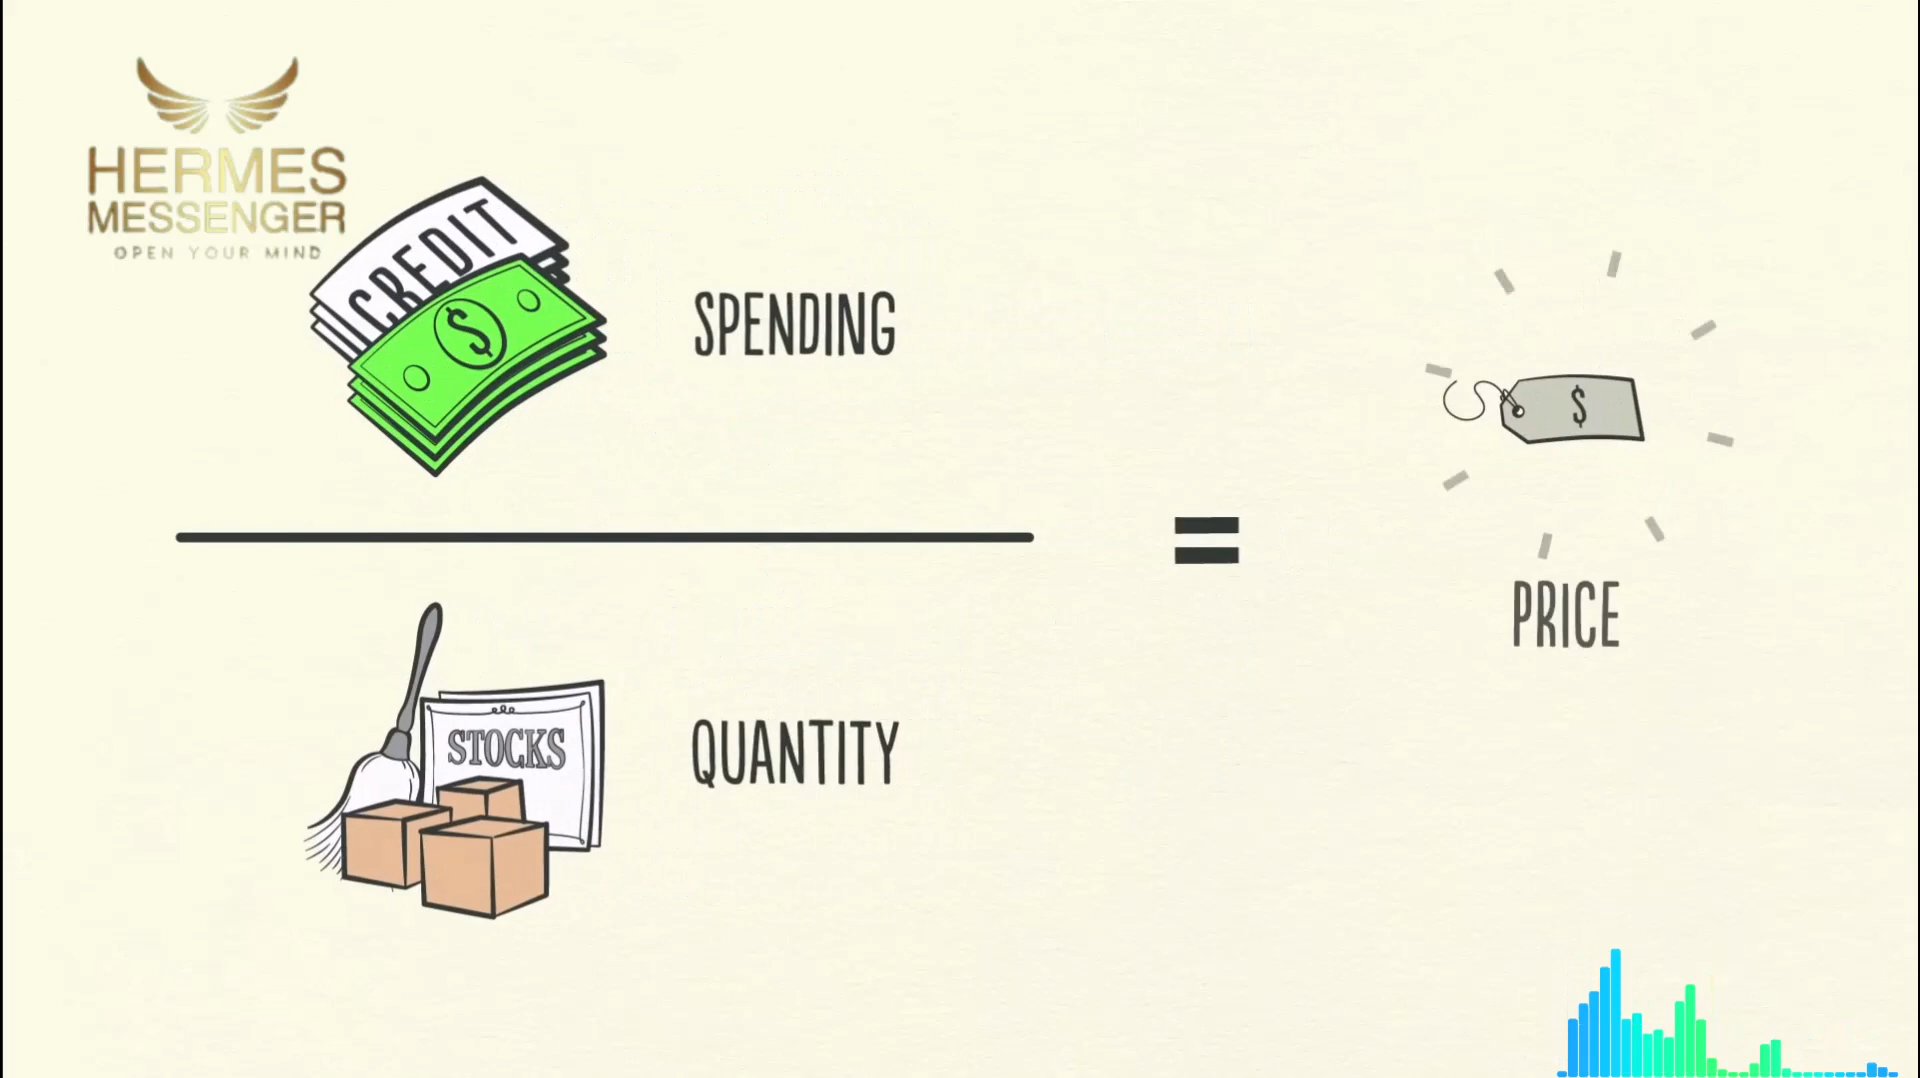 HERMES
MESSENGER
OPEN YOUR MIND
CREDIT
$
SPENDING
=
$
PRICE
STOCKS
QUANTITY